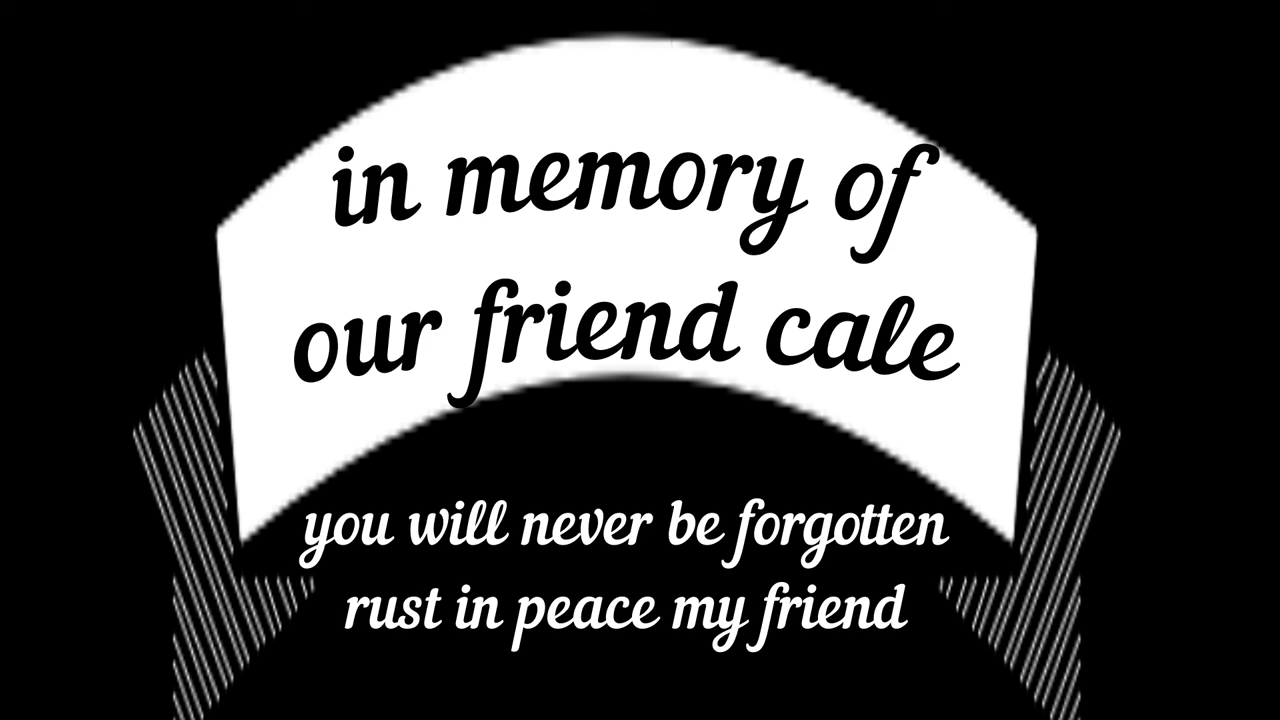 in memory of
our friend cale
you will never be forgotten
rust in peace my friend